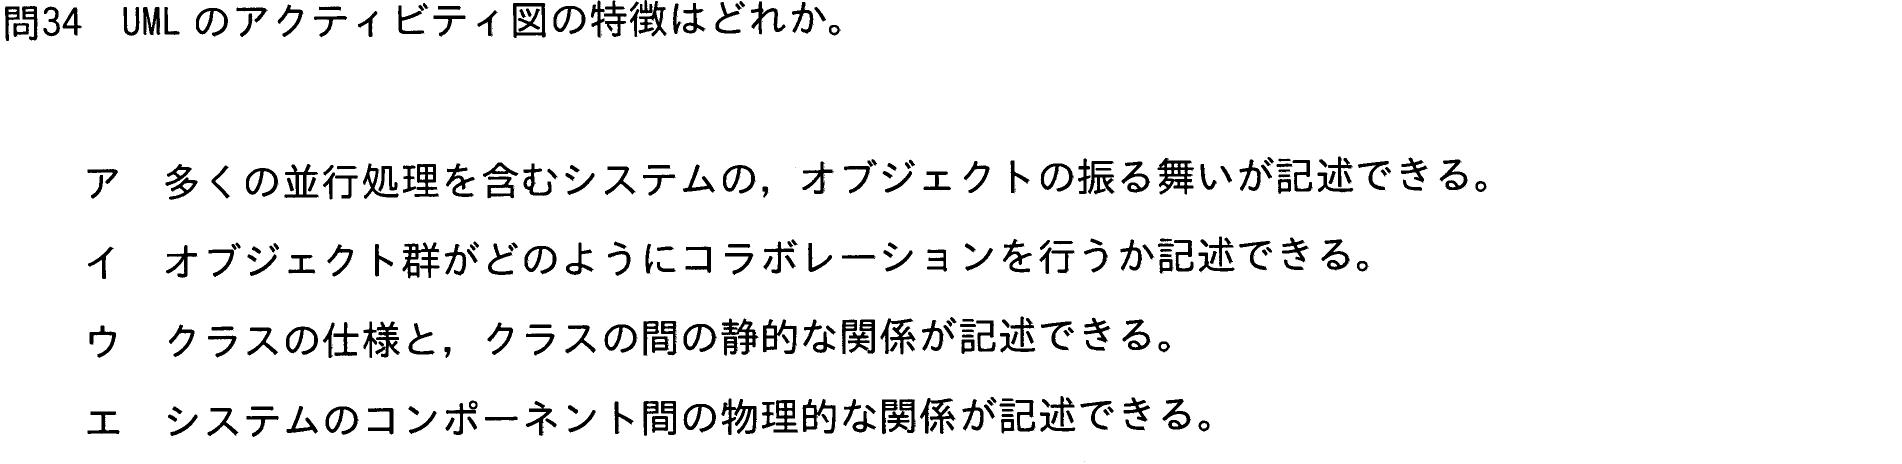 問34 UML のアクティビティ図の特徴はどれか。
ア 多くの並行処理を含むシステムの，オブジェクトの振る舞いが記述できる。
イ オブジェクト群がどのようにコラボレーションを行うか記述できる。
ウ クラスの仕様と，クラスの間の静的な関係が記述できる。
エ システムのコンポーネント間の物理的な関係が記述できる。